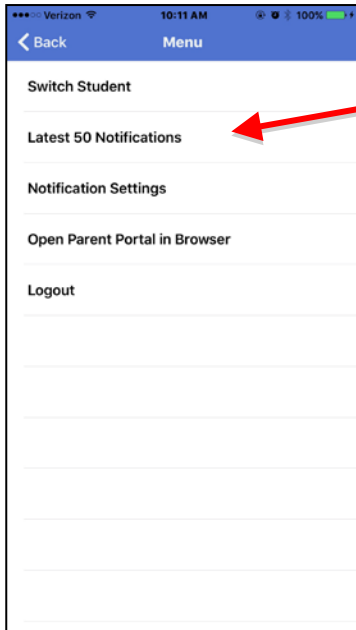 Verizon 10:11 AM 100%
Back Menu
Switch Student
Latest 50 Notifications
Notification Settings
Open Parent Portal in Browser
Logout